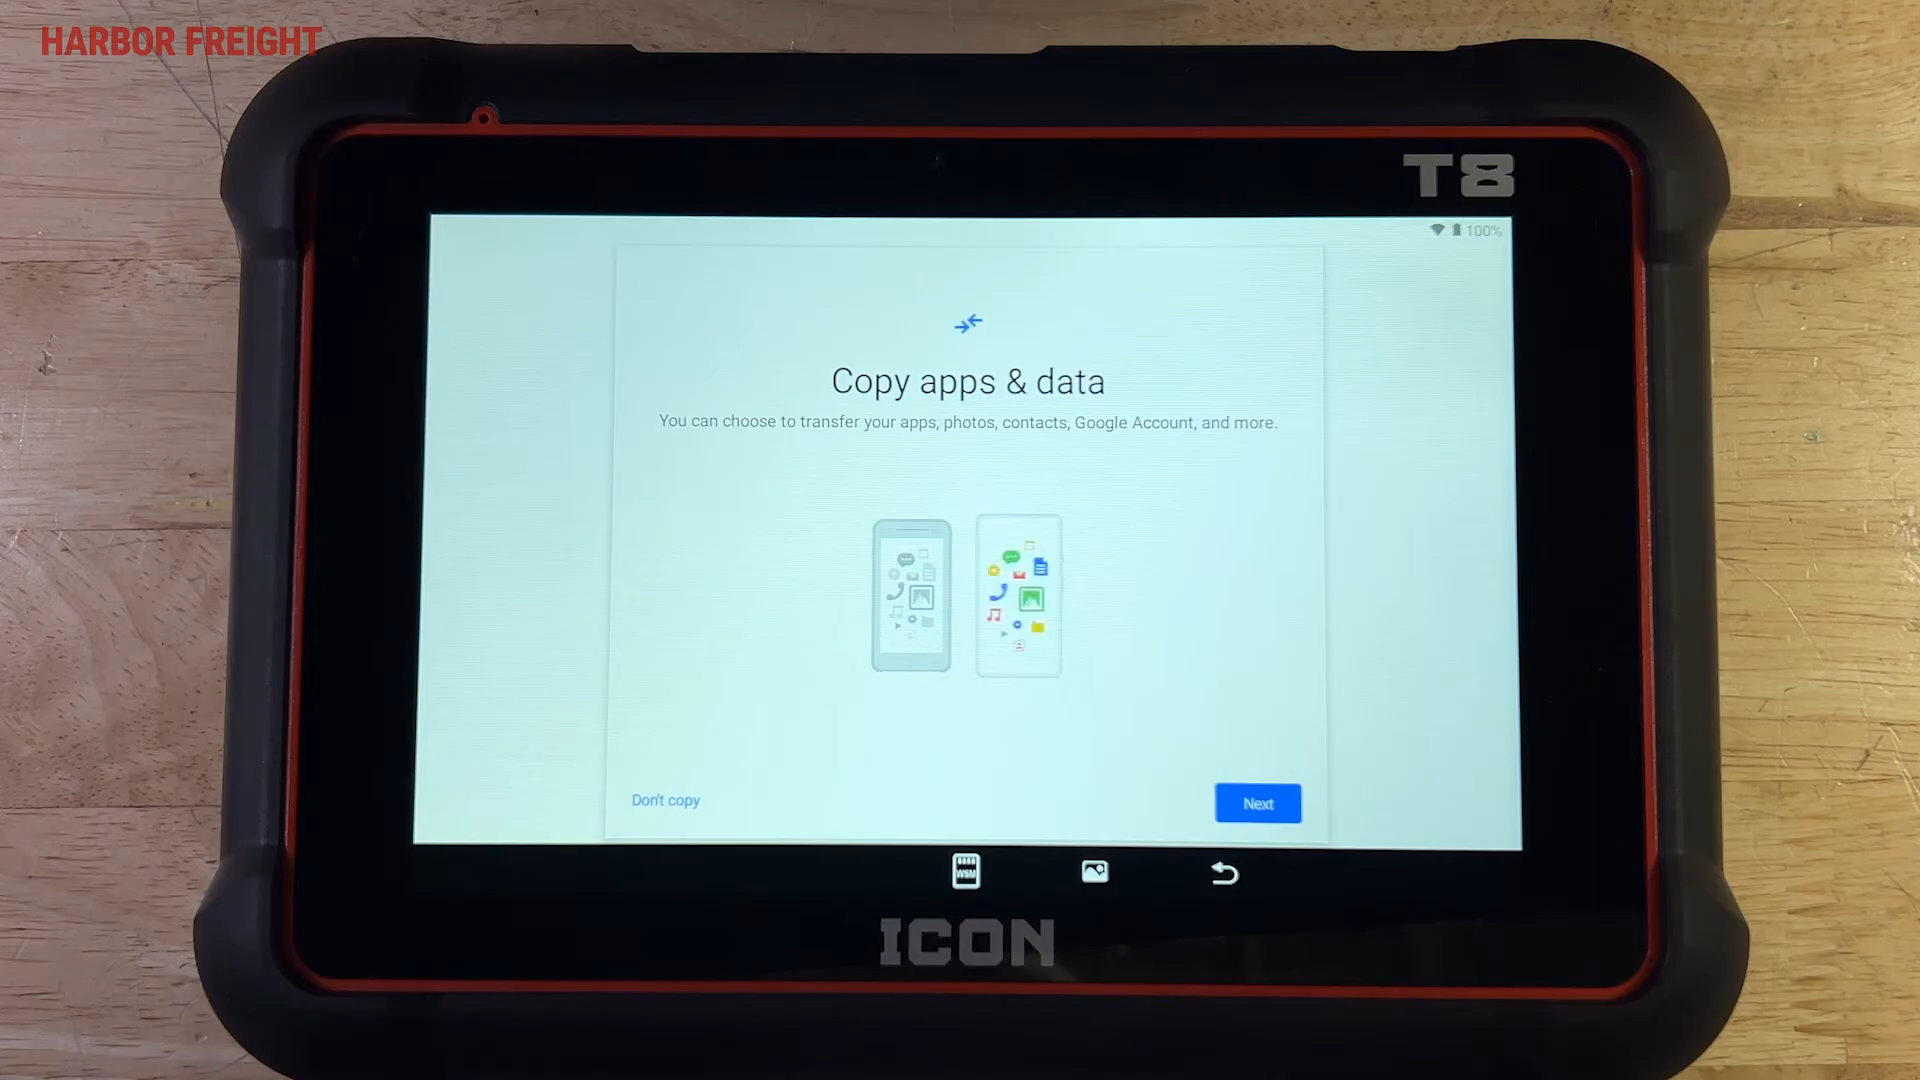 HARBOR FREIGHT
T8
100%
Copy apps & data
You can choose to transfer your apps, photos, contacts, Google Account, and more.
Don't copy
Next
WSM
ICON